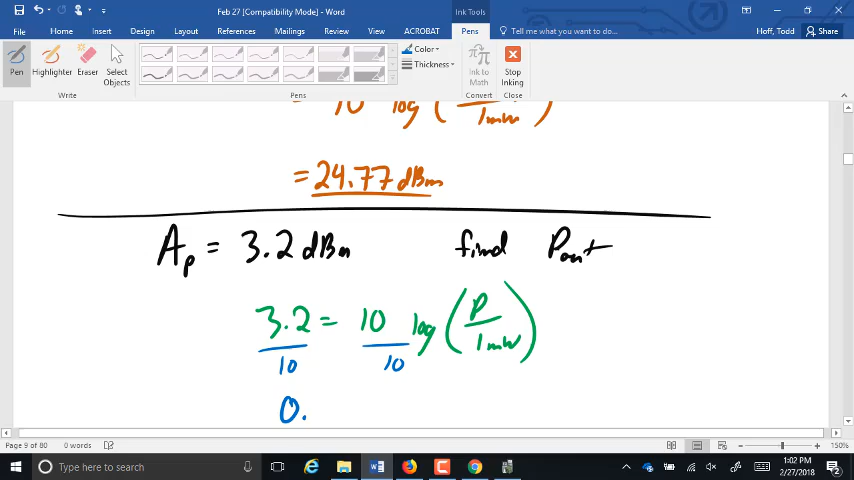 Feb 27 [Compatibility Mode] - Word
Ink Tools
Hoff, Todd
File Home Insert Design Layout References Mailings Review View ACROBAT Pens Tell me what you want to do... Share
Pen Highlighter Eraser Select Objects
Color
Thickness
Ink to Math
Stop Inking
Write Pens Convert Close
= 10 log ( P / 1mW )
= 24.77 dBm
Ap = 3.2 dBm find Pout
3.2 = 10 log ( P / 1mW )
10 10
0.
Page 9 of 80 0 words 150%
Type here to search
1:02 PM
2/27/2018
2